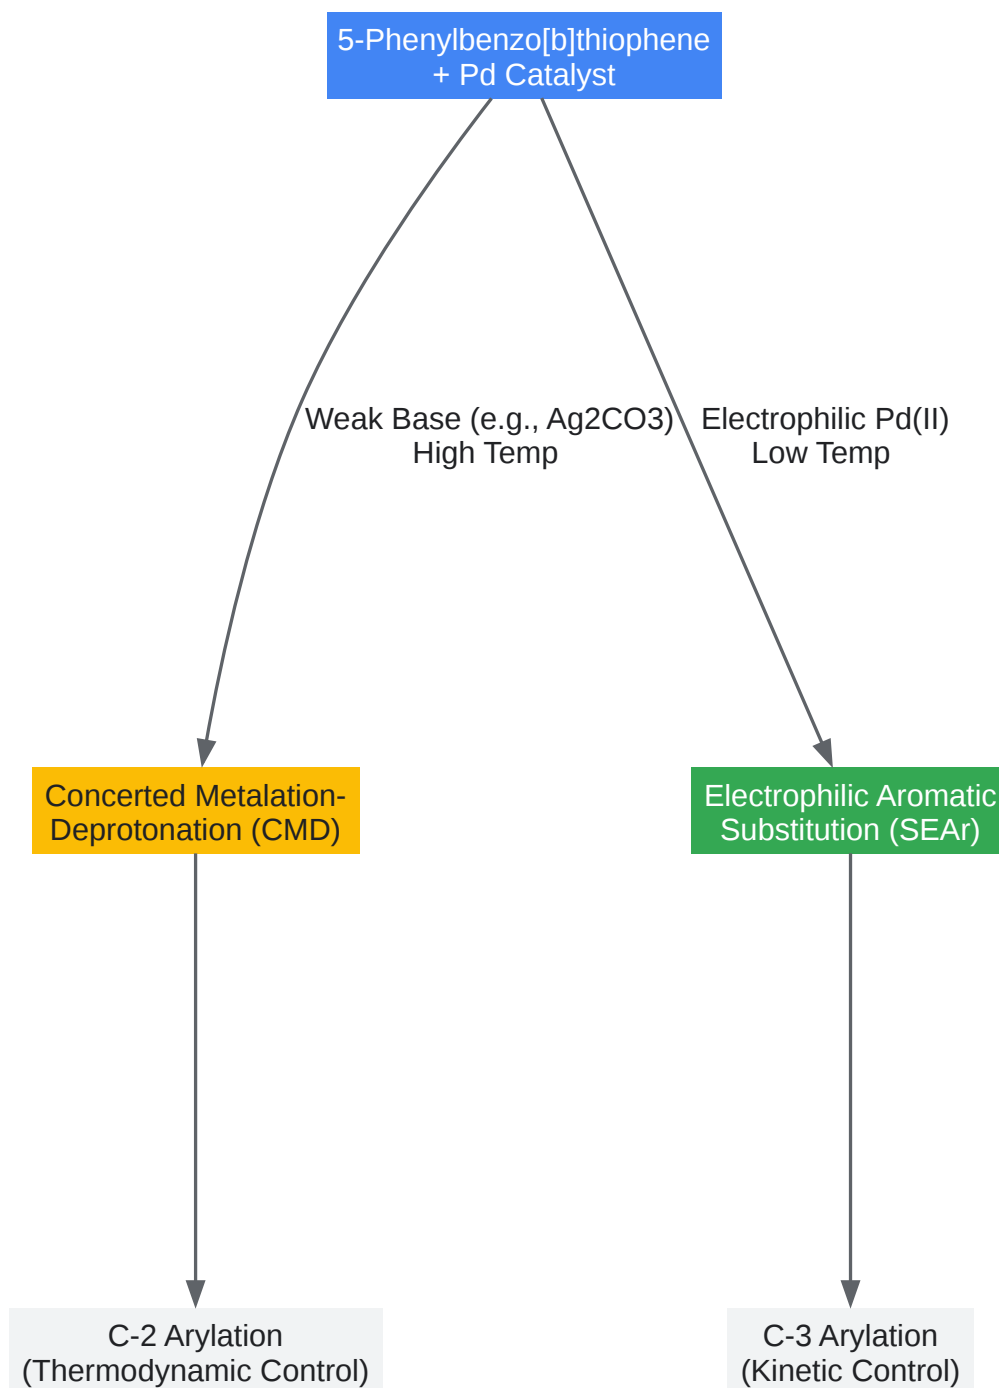 5-Phenylbenzo[b]thiophene
+ Pd Catalyst
Weak Base (e.g., Ag2CO3)
High Temp
Electrophilic Pd(II)
Low Temp
Concerted Metalation-
Deprotonation (CMD)
Electrophilic Aromatic
Substitution (SEAr)
C-2 Arylation
(Thermodynamic Control)
C-3 Arylation
(Kinetic Control)